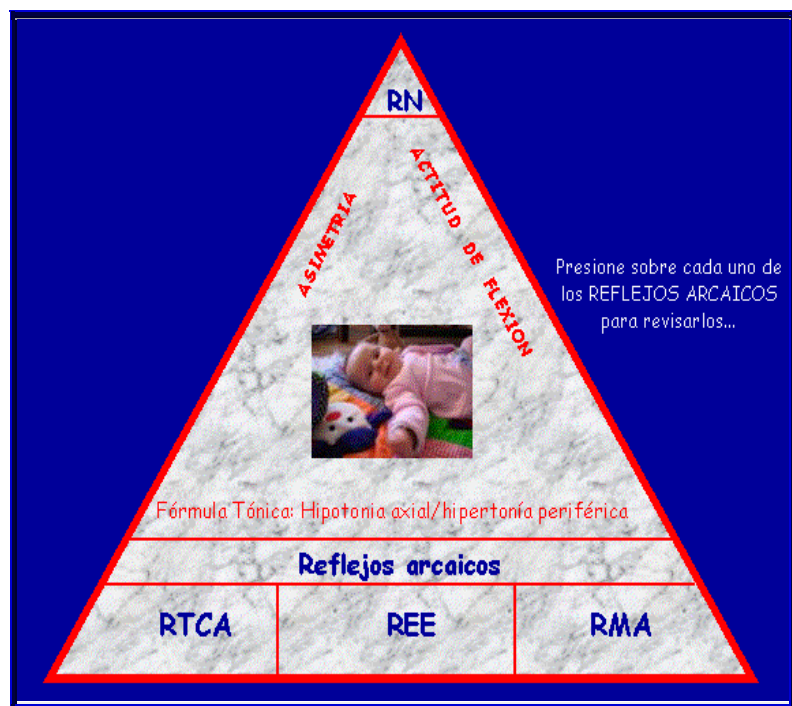 RN
ASIMETRIA
ACTITUD DE FLEXION
Presione sobre cada uno de
los REFLEJOS ARCAICOS
para revisarlos...
Fórmula Tónica: Hipotonia axial/hipertonía periférica
Reflejos arcaicos
RTCA
REE
RMA